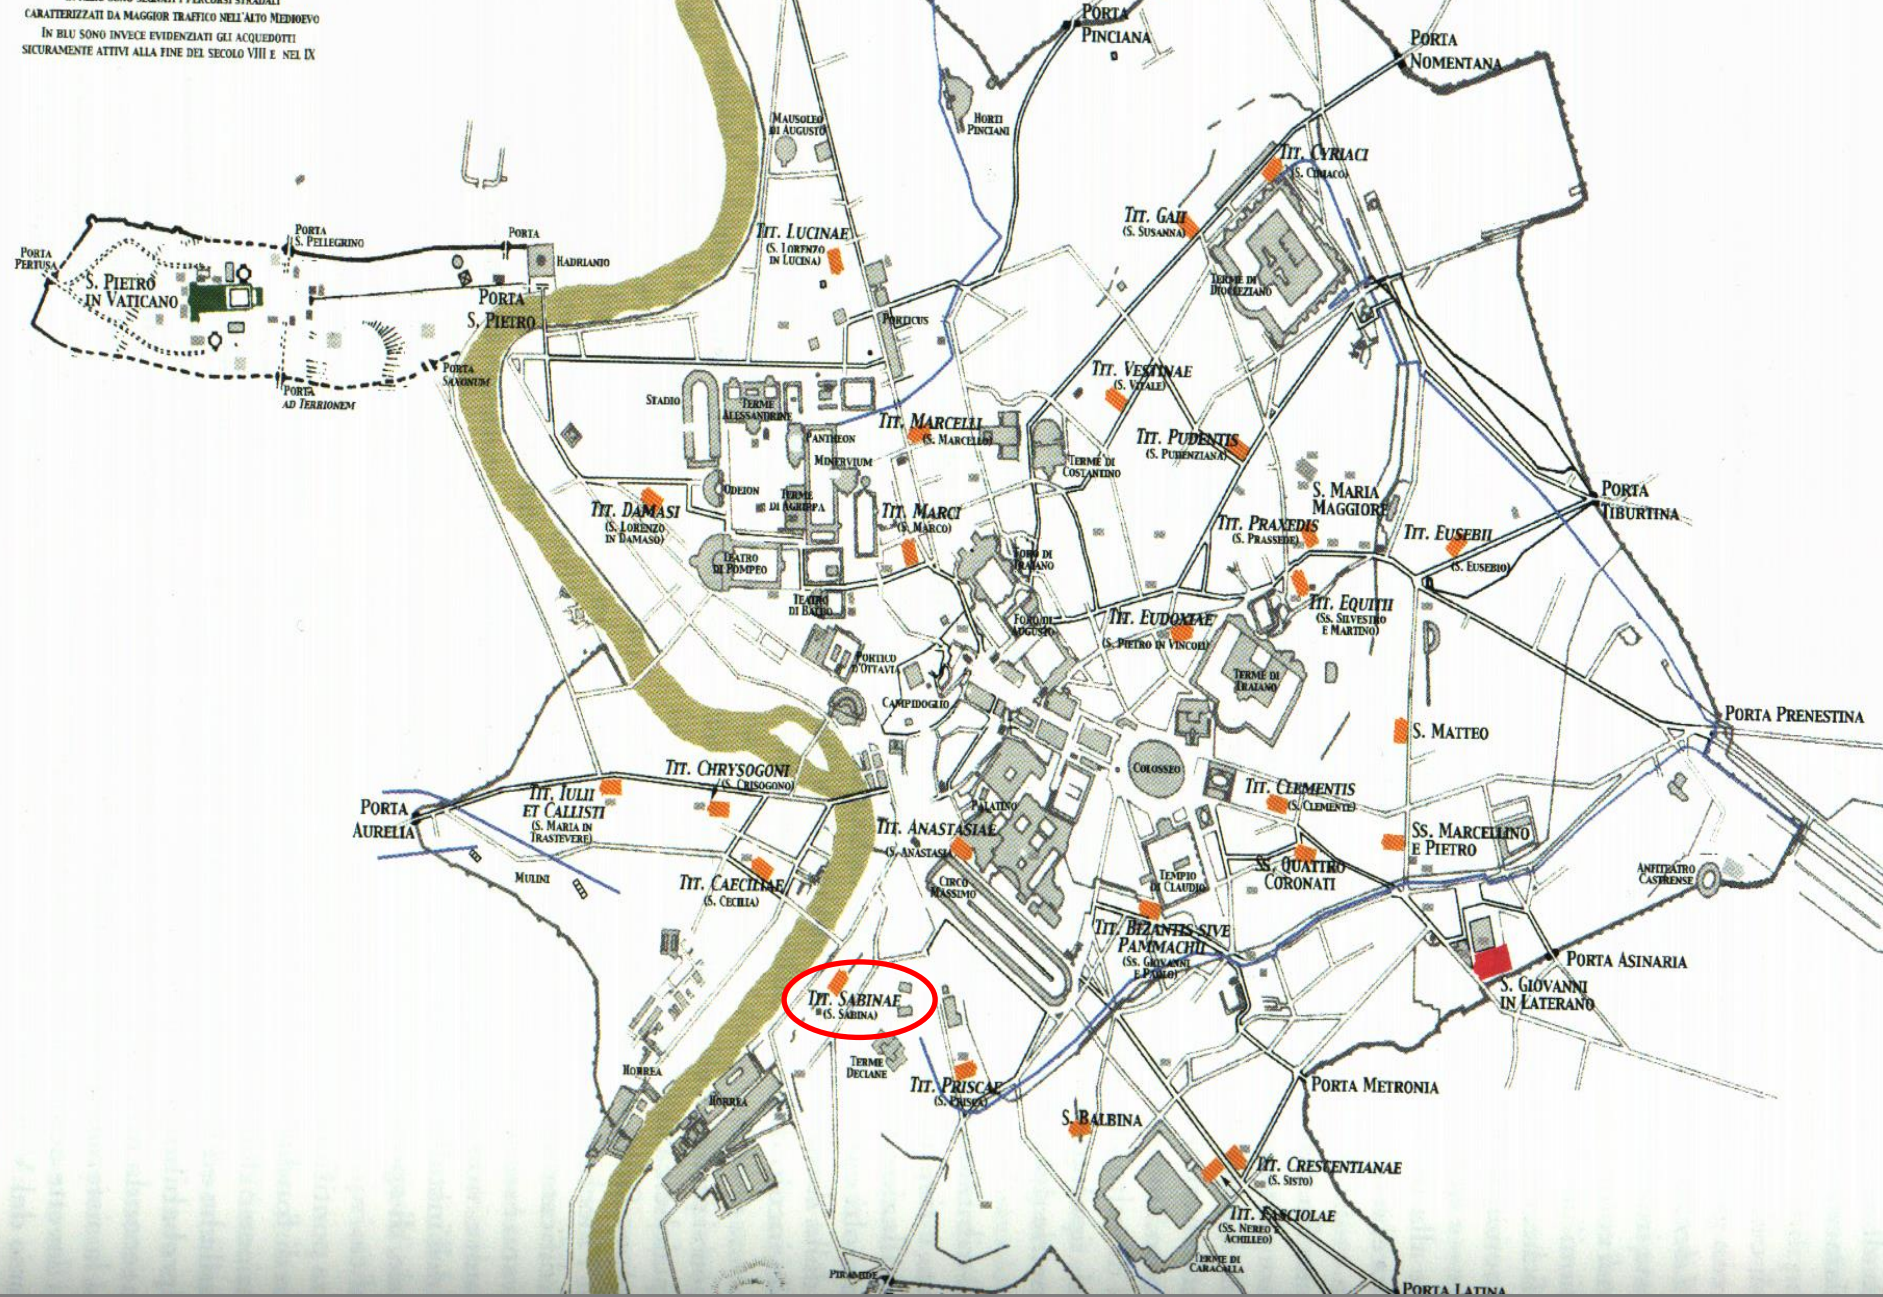 CARATTERIZZATI DA MAGGIOR TRAFFICO NELL'ALTO MEDIOEVO
IN BLU SONO INVECE EVIDENZIATI GLI ACQUEDOTTI
SICURAMENTE ATTIVI ALLA FINE DEL SECOLO VIII E NEL IX
PORTA
PINCIANA
PORTA
NOMENTANA
MAUSOLEO
DI AUGUSTO
HORTI
PINCIANI
TIT. CYRIACI
(S. CIRIACO)
TIT. GAII
(S. SUSANNA)
TIT. LUCINAE
(S. LORENZO
IN LUCINA)
PORTA
S. PELLEGRINO
PORTA
HADRIANIO
PORTA
PERTUSA
S. PIETRO
IN VATICANO
PORTA
S. PIETRO
TERME DI
DIOCLEZIANO
PORTICUS
PORTA
SAXONUM
PORTA
AD TERRIONEM
STADIO
TERME
ALESSANDRINE
TIT. VESTINAE
(S. VITALE)
PANTHEON
MINERVIUM
TIT. MARCELLI
(S. MARCELLO)
TERME DI
COSTANTINO
TIT. PUDENTIS
(S. PUDENZIANA)
ODEION
TERME
DI AGRIPPA
TIT. DAMASI
(S. LORENZO
IN DAMASO)
TIT. MARCI
(S. MARCO)
S. MARIA
MAGGIORE
PORTA
TIBURTINA
TIT. PRAXEDIS
(S. PRASSEDE)
TIT. EUSEBII
(S. EUSEBIO)
TEATRO
DI POMPEO
FORO DI
TRAIANO
TEATRO
DI BALBO
FORO DI
AUGUSTO
TIT. EUDOXIAE
(S. PIETRO IN VINCOLI)
TIT. EQUITII
(SS. SILVESTRO
E MARTINO)
PORTICO
D'OTTAVIA
TERME DI
TRAIANO
CAMPIDOGLIO
S. MATTEO
PORTA PRENESTINA
TIT. CHRYSOGONI
(S. CRISOGONO)
COLOSSEO
TIT. IULII
ET CALLISTI
(S. MARIA IN
TRASTEVERE)
PORTA
AURELIA
PALATINO
TIT. CLEMENTIS
(S. CLEMENTE)
TIT. ANASTASIAE
(S. ANASTASIA)
SS. MARCELLINO
E PIETRO
MULINI
TIT. CAECILIAE
(S. CECILIA)
CIRCO
MASSIMO
TEMPIO
DI CLAUDIO
SS. QUATTRO
CORONATI
ANFITEATRO
CASTRENSE
TIT. BIZANTIS SIVE
PAMMACHII
(SS. GIOVANNI
E PAOLO)
PORTA ASINARIA
S. GIOVANNI
IN LATERANO
TIT. SABINAE
(S. SABINA)
TERME
DECIANE
HORREA
HORREA
TIT. PRISCAE
(S. PRISCA)
PORTA METRONIA
S. BALBINA
TIT. CRESCENTIANAE
(S. SISTO)
TIT. FASCIOLAE
(SS. NEREO E
ACHILLEO)
TERME DI
CARACALLA
PIRAMIDE
PORTA LATINA